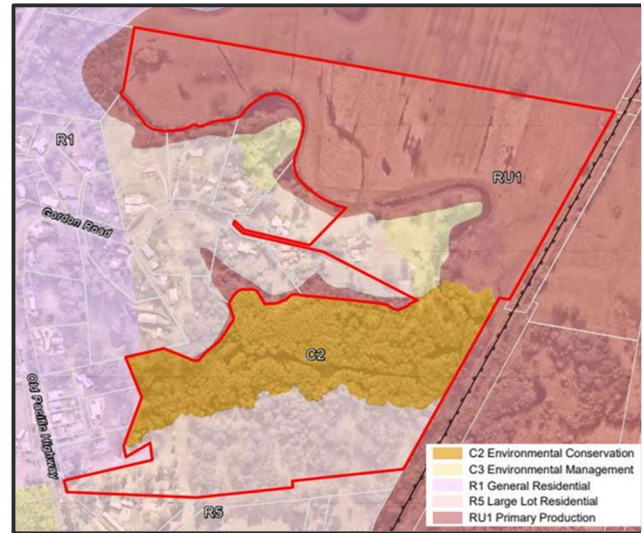 R1
RU1
Gordon Road
C2
Old Pacific Highway
R5
C2 Environmental Conservation
C3 Environmental Management
R1 General Residential
R5 Large Lot Residential
RU1 Primary Production